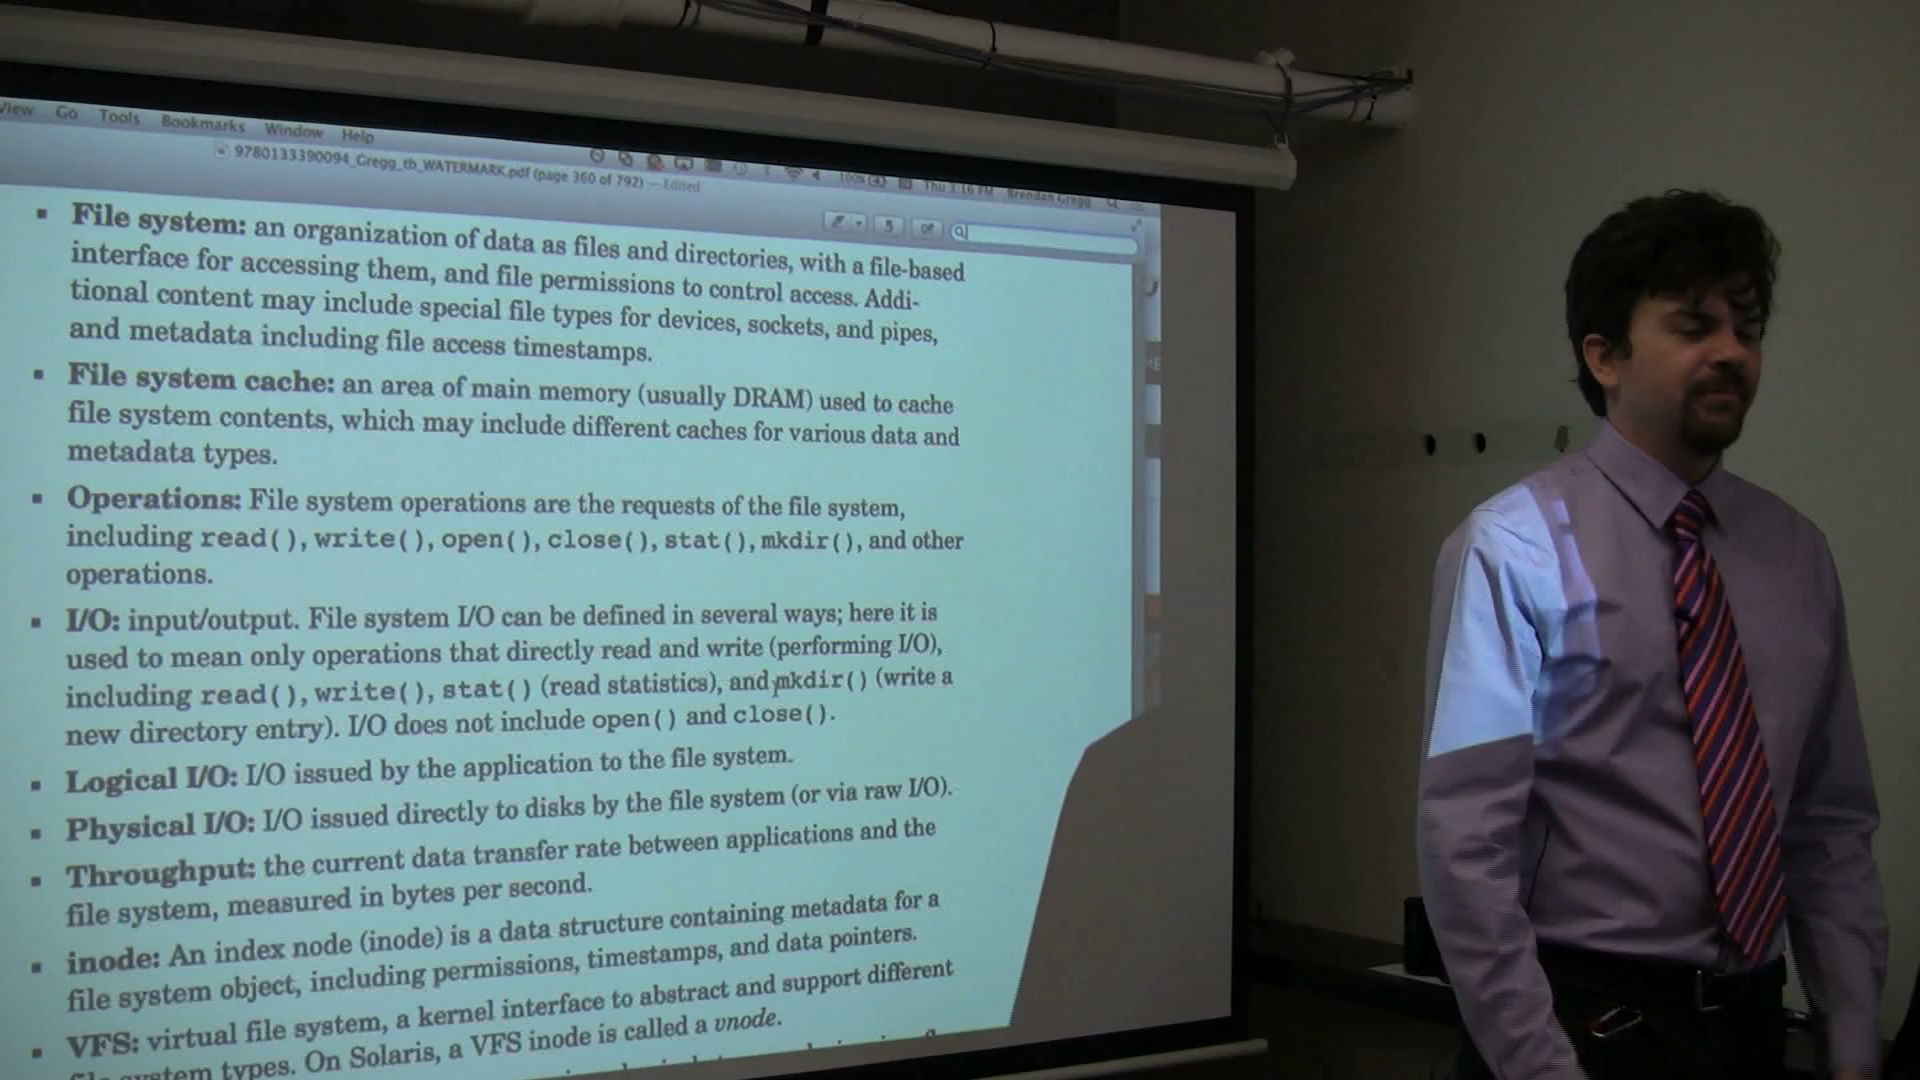 View Go Tools Bookmarks Window Help
9780133390094_Gregg_tb_WATERMARK.pdf (page 360 of 792) — Edited
100% Thu 3:16 PM Brendan Gregg
5
▪ File system: an organization of data as files and directories, with a file-based
interface for accessing them, and file permissions to control access. Addi-
tional content may include special file types for devices, sockets, and pipes,
and metadata including file access timestamps.
▪ File system cache: an area of main memory (usually DRAM) used to cache
file system contents, which may include different caches for various data and
metadata types.
▪ Operations: File system operations are the requests of the file system,
including read(), write(), open(), close(), stat(), mkdir(), and other
operations.
▪ I/O: input/output. File system I/O can be defined in several ways; here it is
used to mean only operations that directly read and write (performing I/O),
including read(), write(), stat() (read statistics), and mkdir() (write a
new directory entry). I/O does not include open() and close().
▪ Logical I/O: I/O issued by the application to the file system.
▪ Physical I/O: I/O issued directly to disks by the file system (or via raw I/O).
▪ Throughput: the current data transfer rate between applications and the
file system, measured in bytes per second.
▪ inode: An index node (inode) is a data structure containing metadata for a
file system object, including permissions, timestamps, and data pointers.
▪ VFS: virtual file system, a kernel interface to abstract and support different
file system types. On Solaris, a VFS inode is called a vnode.